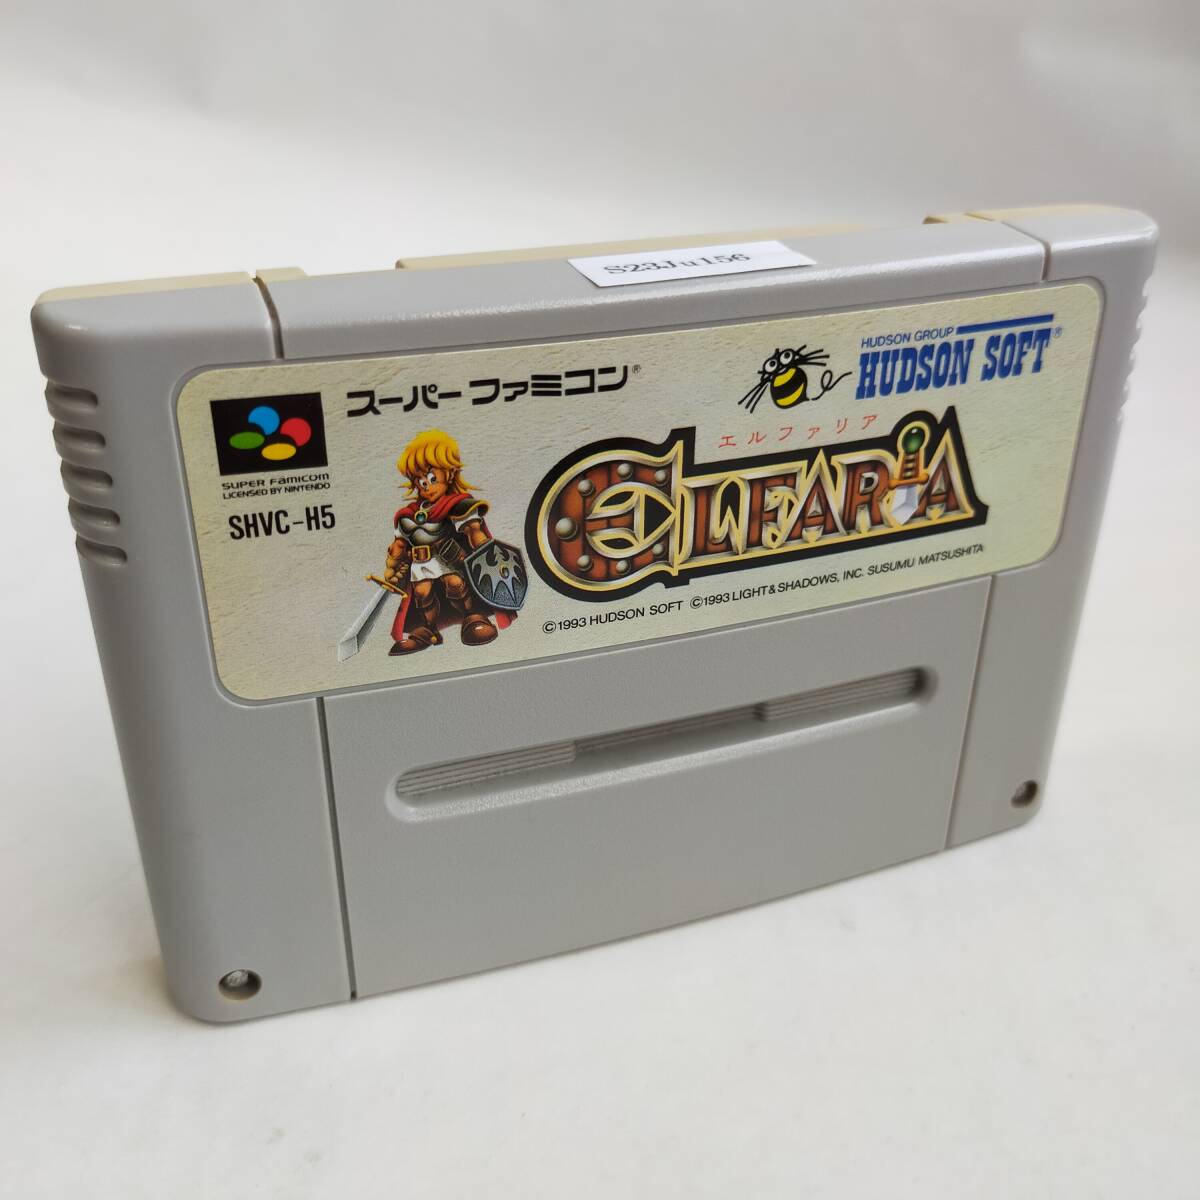 S23Ju156
スーパーファミコン®
HUDSON GROUP
HUDSON SOFT®
SUPER FAMICOM
LICENSED BY NINTENDO
SHVC-H5
エルファリア
ELFARIA
©1993 HUDSON SOFT ©1993 LIGHT & SHADOWS, INC. SUSUMU MATSUSHITA